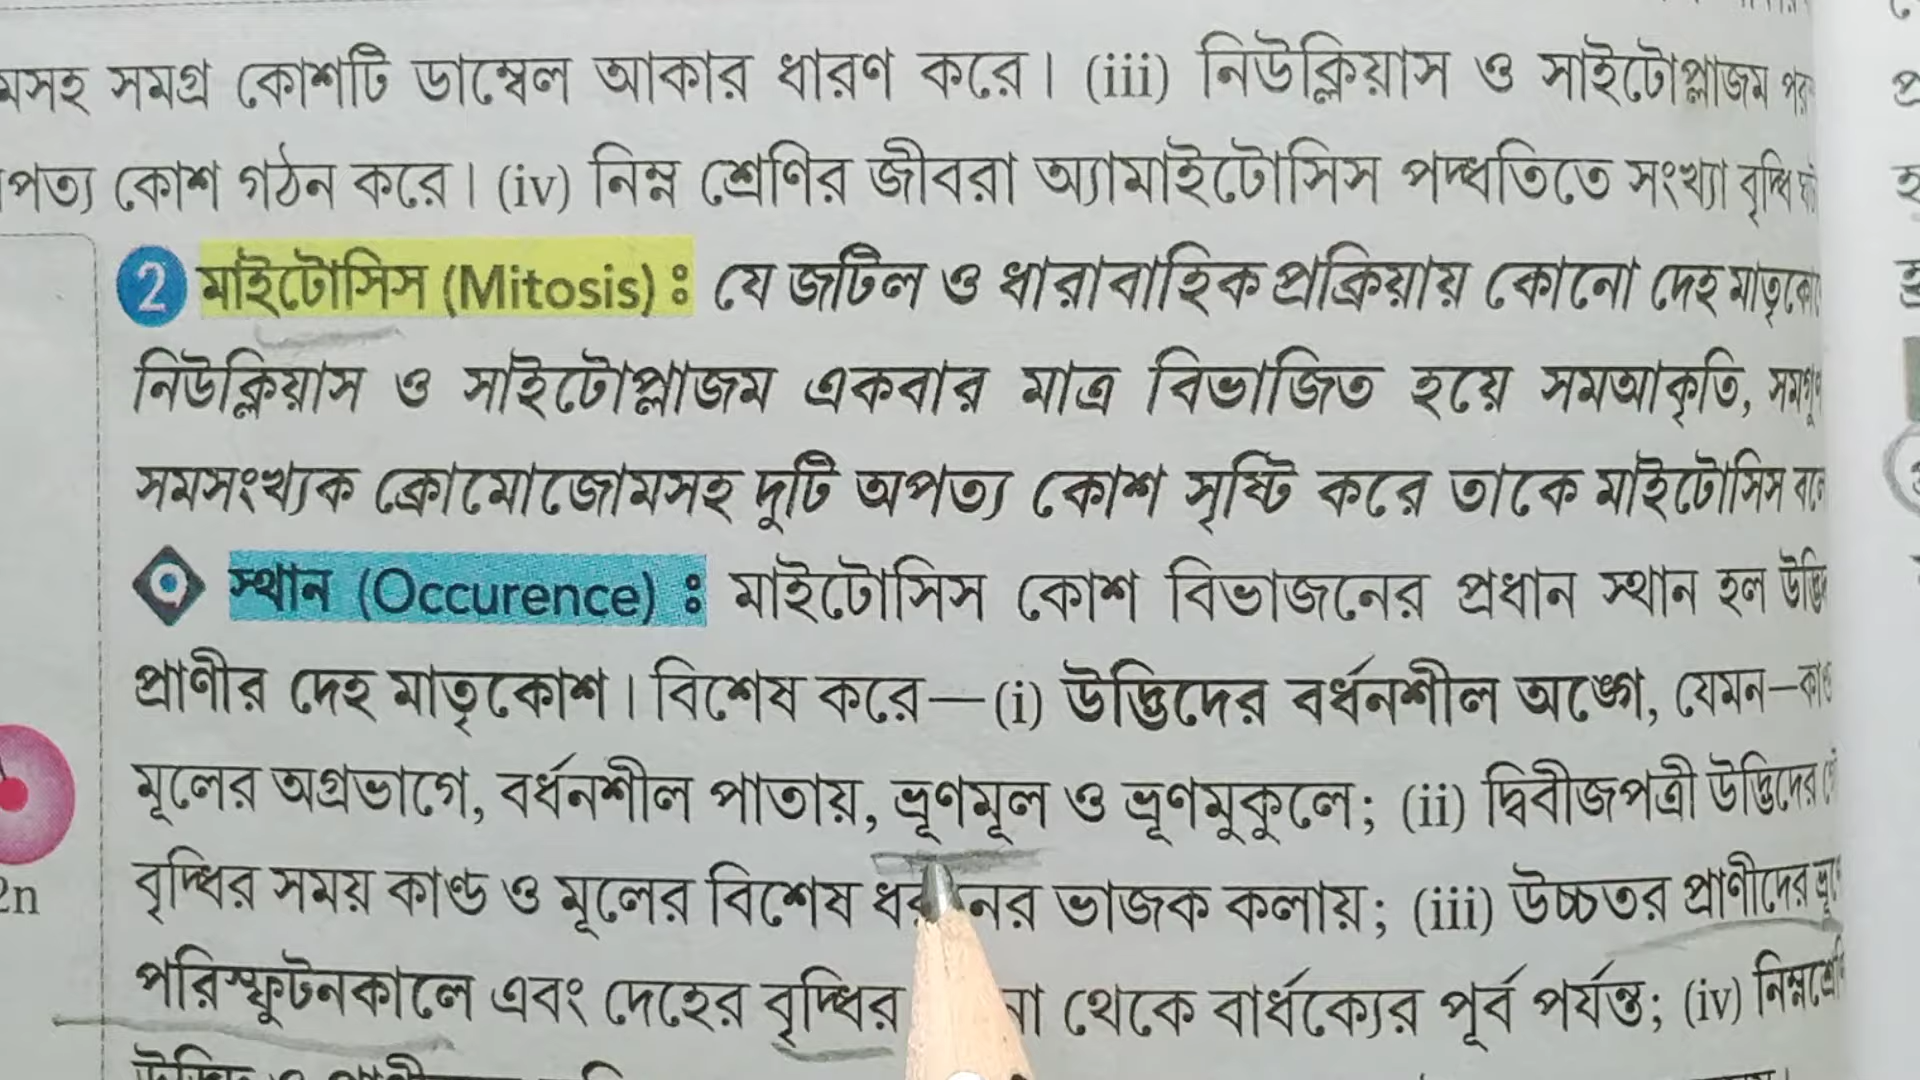 সমগ্র কোশটি ডাম্বেল আকার ধারণ করে। (iii) নিউক্লিয়াস ও সাইটোপ্লাজম
কোশ গঠন করে। (iv) নিম্ন শ্রেণির জীবরা অ্যামাইটোসিস পদ্ধতিতে সংখ্যা বৃদ্ধি
2 মাইটোসিস (Mitosis) : যে জটিল ও ধারাবাহিক প্রক্রিয়ায় কোনো দেহ
নিউক্লিয়াস ও সাইটোপ্লাজম একবার মাত্র বিভাজিত হয়ে সমআকৃতি,
সমসংখ্যক ক্রোমোজোমসহ দুটি অপত্য কোশ সৃষ্টি করে তাকে মাইটোসিস
স্থান (Occurence) : মাইটোসিস কোশ বিভাজনের প্রধান স্থান হল
প্রাণীর দেহ মাতৃকোশ। বিশেষ করে—(i) উদ্ভিদের বর্ধনশীল অঙ্গে, যেমন—
মূলের অগ্রভাগে, বর্ধনশীল পাতায়, ভ্রূণমূল ও ভ্রূণমুকুলে; (ii) দ্বিবীজপত্রী উদ্ভিদের
বৃদ্ধির সময় কাণ্ড ও মূলের বিশেষ ভাজক কলায়; (iii) উচ্চতর প্রাণীদের
2n
পরিস্ফুটনকালে এবং দেহের বৃদ্ধির থেকে বার্ধক্যের পূর্ব পর্যন্ত; (iv)